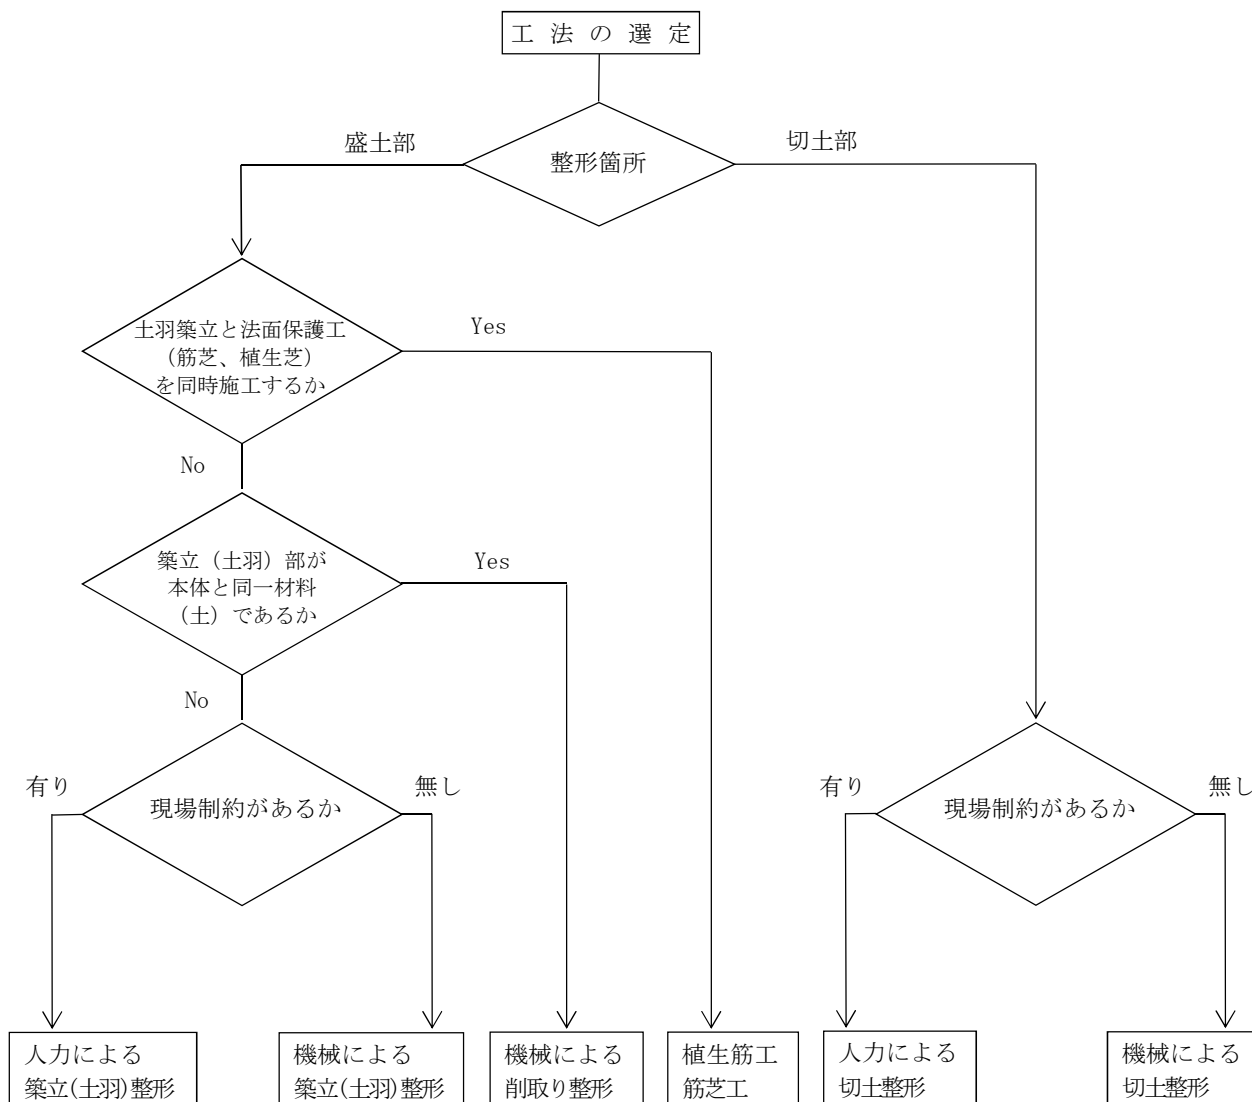 工法の選定
盛土部
切土部
整形箇所
土羽築立と法面保護工
(筋芝、植生芝)
を同時施工するか
Yes
No
築立(土羽)部が
本体と同一材料
(土)であるか
Yes
No
有り
現場制約があるか
無し
有り
現場制約があるか
無し
人力による
築立(土羽)整形
機械による
築立(土羽)整形
機械による
削取り整形
植生筋工
筋芝工
人力による
切土整形
機械による
切土整形